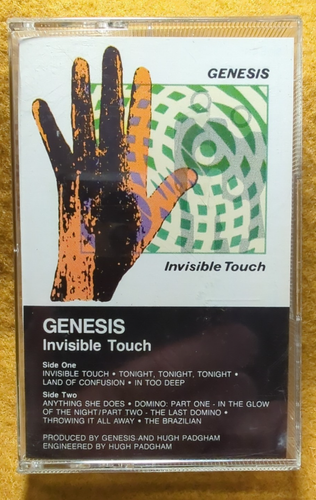 GENESIS
Invisible Touch
GENESIS
Invisible Touch
Side One
INVISIBLE TOUCH • TONIGHT, TONIGHT, TONIGHT •
LAND OF CONFUSION • IN TOO DEEP
Side Two
ANYTHING SHE DOES • DOMINO: PART ONE - IN THE GLOW
OF THE NIGHT/PART TWO - THE LAST DOMINO •
THROWING IT ALL AWAY • THE BRAZILIAN
PRODUCED BY GENESIS AND HUGH PADGHAM
ENGINEERED BY HUGH PADGHAM